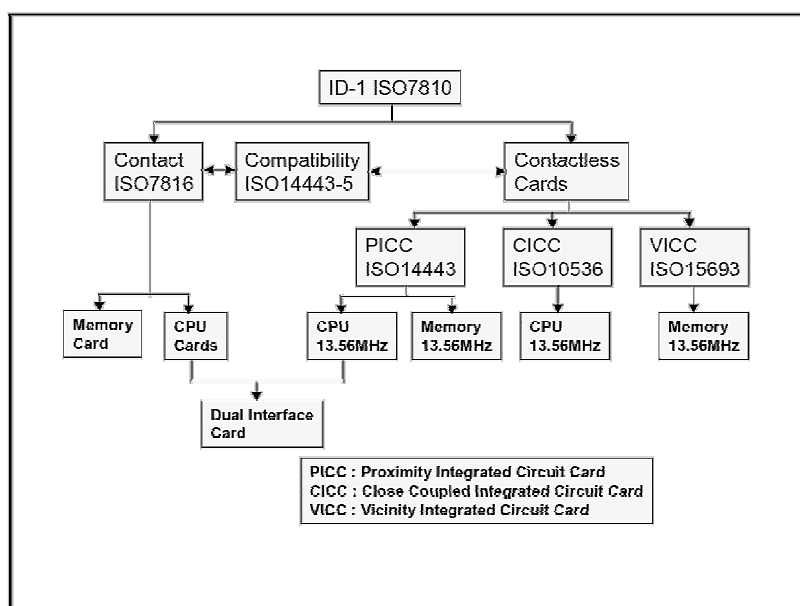 ID-1 ISO7810
Contact
ISO7816
Compatibility
ISO14443-5
Contactless
Cards
PICC
ISO14443
CICC
ISO10536
VICC
ISO15693
Memory
Card
CPU
Cards
CPU
13.56MHz
Memory
13.56MHz
CPU
13.56MHz
Memory
13.56MHz
Dual Interface
Card
PICC : Proximity Integrated Circuit Card
CICC : Close Coupled Integrated Circuit Card
VICC : Vicinity Integrated Circuit Card